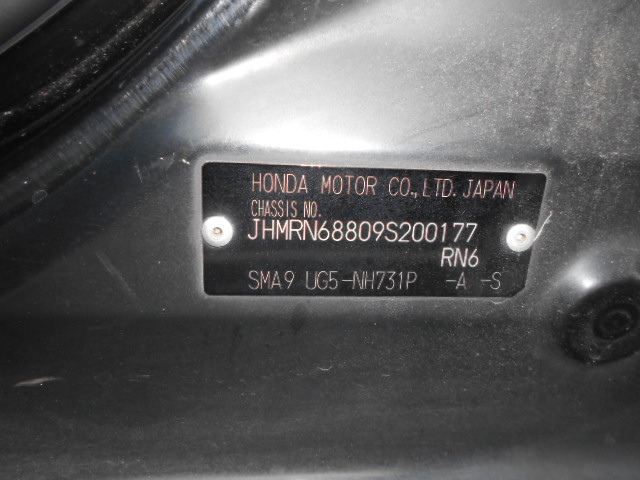 HONDA MOTOR CO.,LTD. JAPAN
CHASSIS NO.
JHMRN68809S200177
RN6
SMA9 UG5-NH731P -A -S